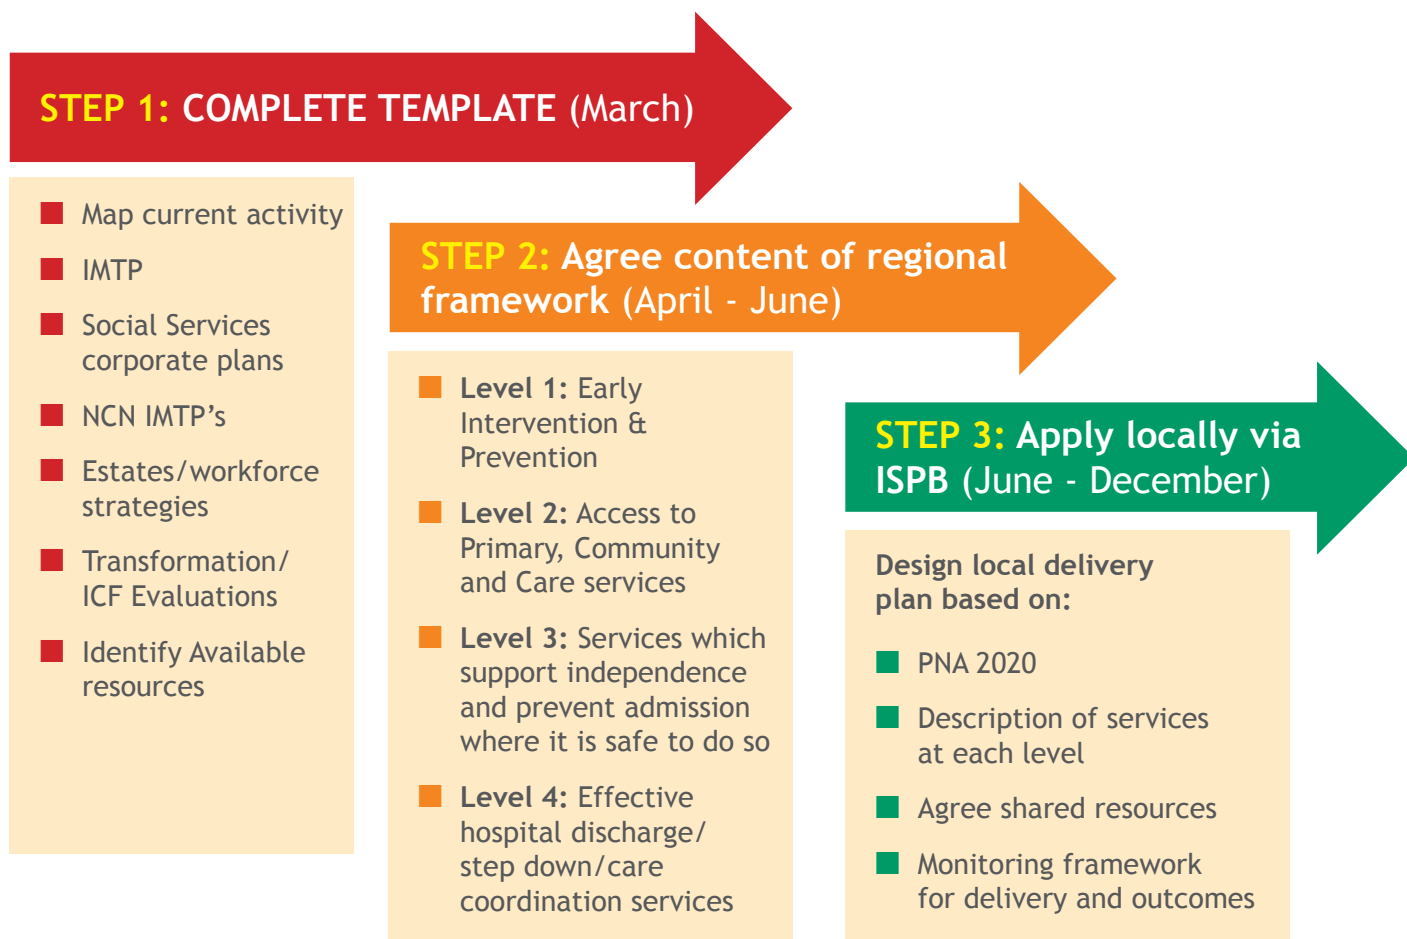 STEP 1: COMPLETE TEMPLATE (March)
Map current activity
IMTP
Social Services
corporate plans
NCN IMTP’s
Estates/workforce
strategies
Transformation/
ICF Evaluations
Identify Available
resources
STEP 2: Agree content of regional
framework (April - June)
Level 1: Early
Intervention &
Prevention
Level 2: Access to
Primary, Community
and Care services
Level 3: Services which
support independence
and prevent admission
where it is safe to do so
Level 4: Effective
hospital discharge/
step down/care
coordination services
STEP 3: Apply locally via
ISPB (June - December)
Design local delivery
plan based on:
PNA 2020
Description of services
at each level
Agree shared resources
Monitoring framework
for delivery and outcomes